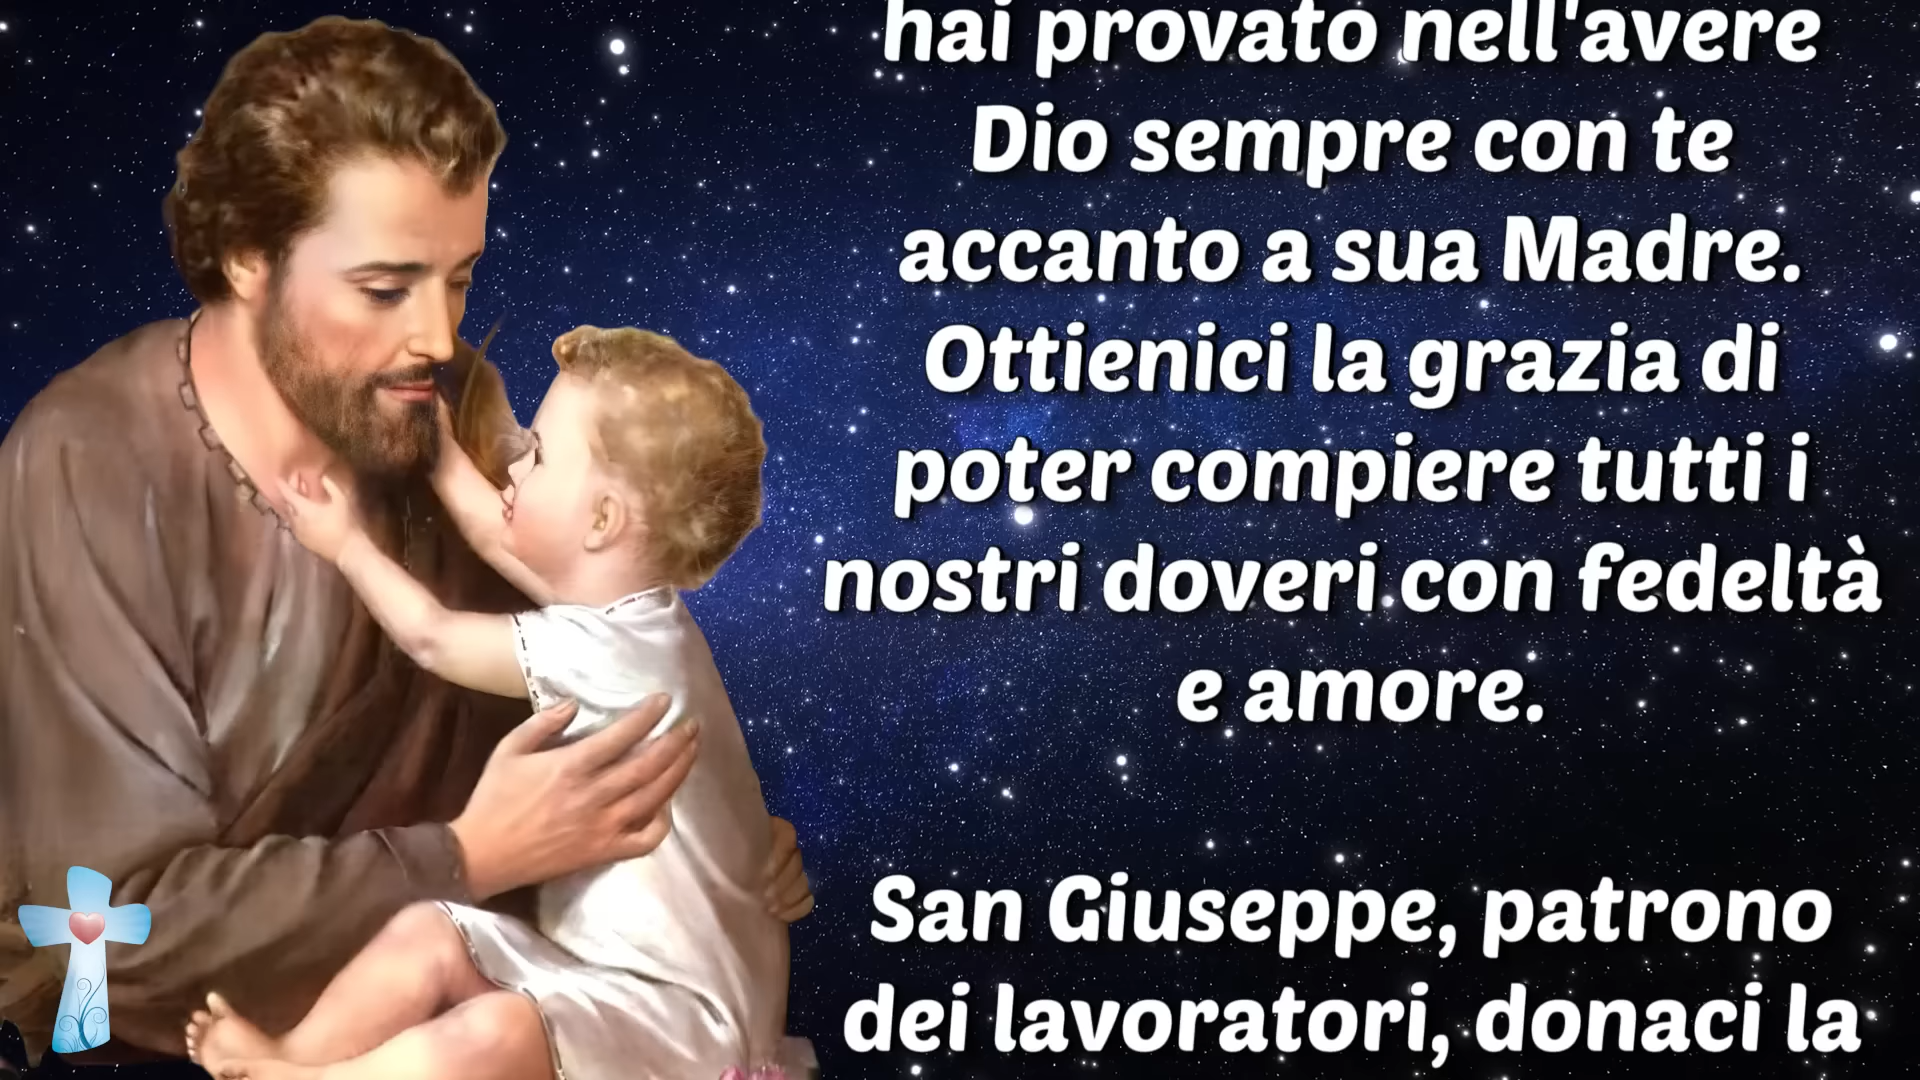 hai provato nell'avere
Dio sempre con te
accanto a sua Madre.
Ottienici la grazia di
poter compiere tutti i
nostri doveri con fedeltà
e amore.
San Giuseppe, patrono
dei lavoratori, donaci la